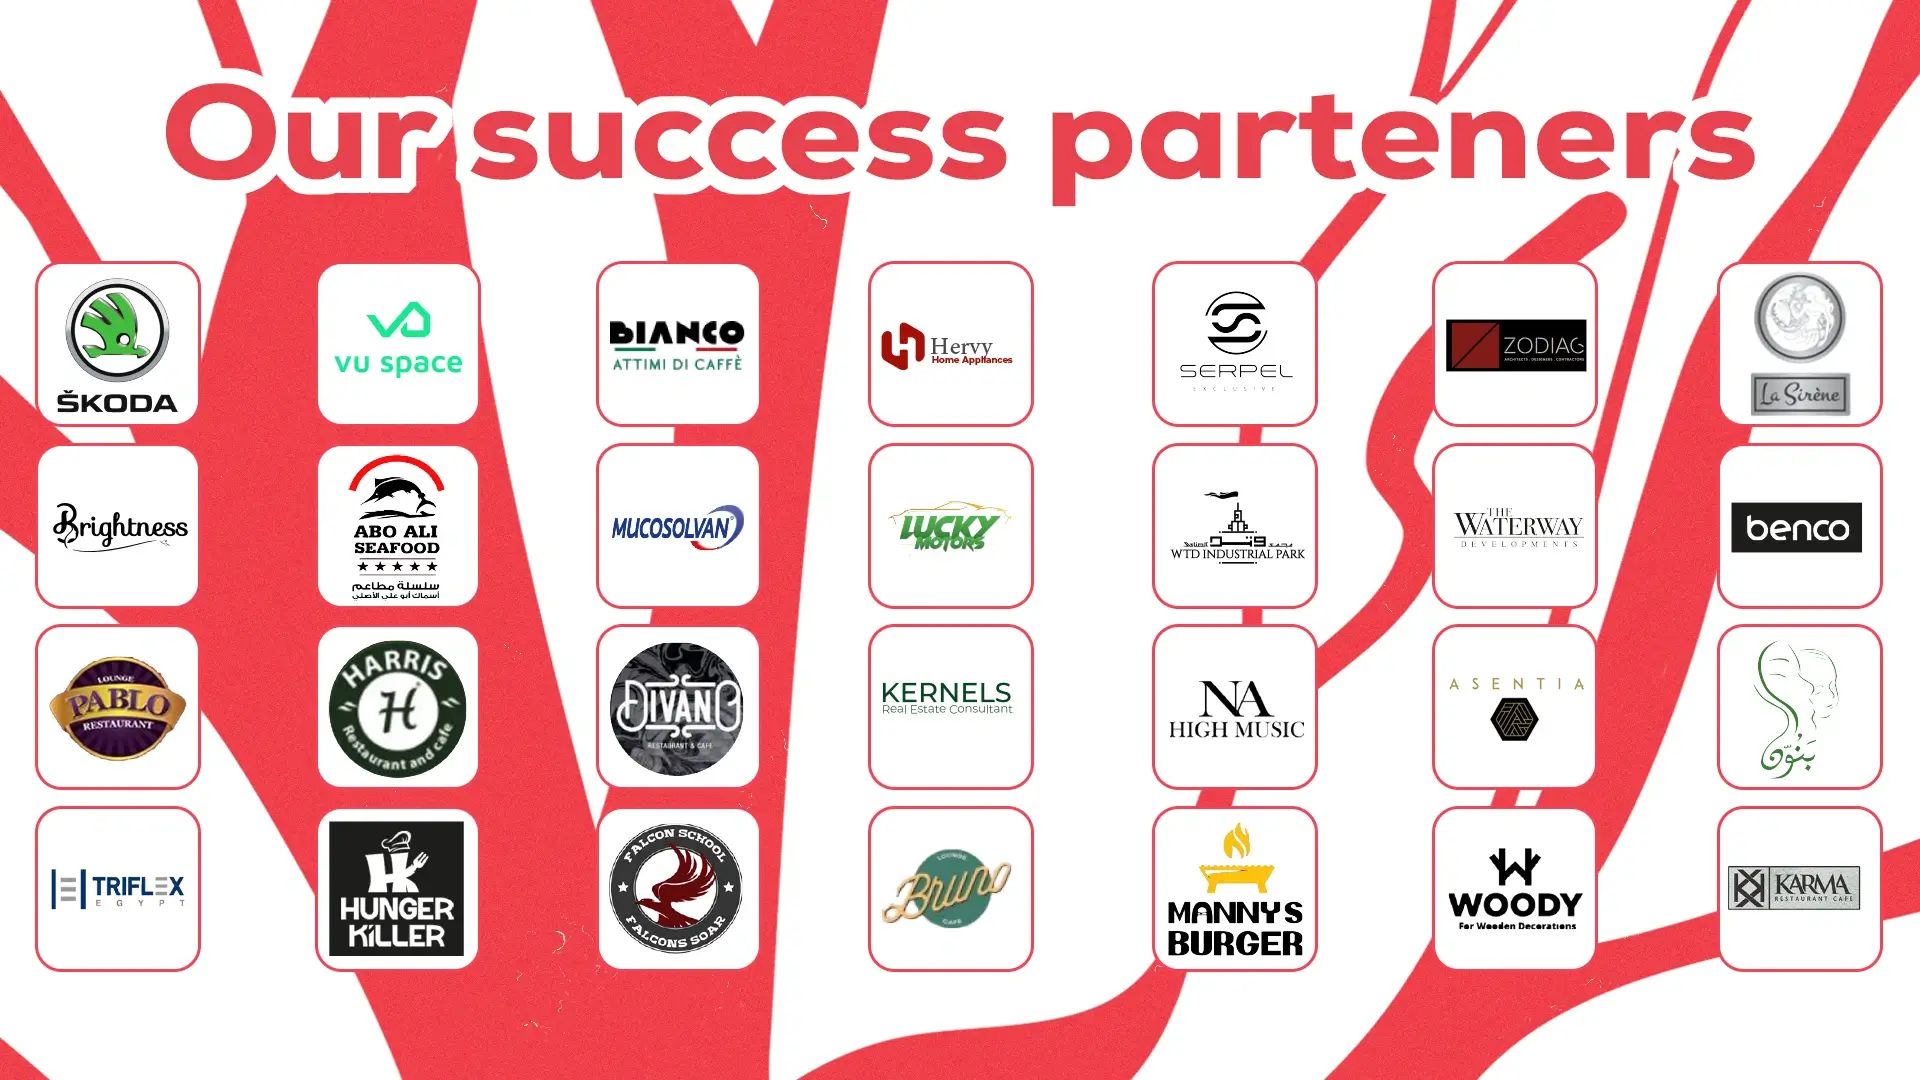 Our success parteners
ŠKODA
vu space
BIANCO
ATTIMI DI CAFFÈ
Hervy
Home Appliances
SERPEL
EXCLUSIVE
ZODIAC
ARCHITECTS . DESIGNERS . CONTRACTORS
La Sirène
Brightness
ABO ALI
SEAFOOD
سلسلة مطاعم
أسماك أبو علي الأصلي
MUCOSOLVAN
LUCKY
MOTORS
WTD INDUSTRIAL PARK
THE
WATERWAY
DEVELOPMENTS
benco
LOUNGE
PABLO
RESTAURANT
HARRIS
H
Restaurant and cafe
DIVANO
RESTAURANT & CAFE
KERNELS
Real Estate Consultant
NA
HIGH MUSIC
ASENTIA
بَنُوّن
TRIFLEX
EGYPT
HK
HUNGER
KiLLER
FALCON SCHOOL
FALCONS SOAR
LOUNGE
Bruno
CAFE
MANNYS
BURGER
WOODY
For Wooden Decorations
KARMA
RESTAURANT CAFE